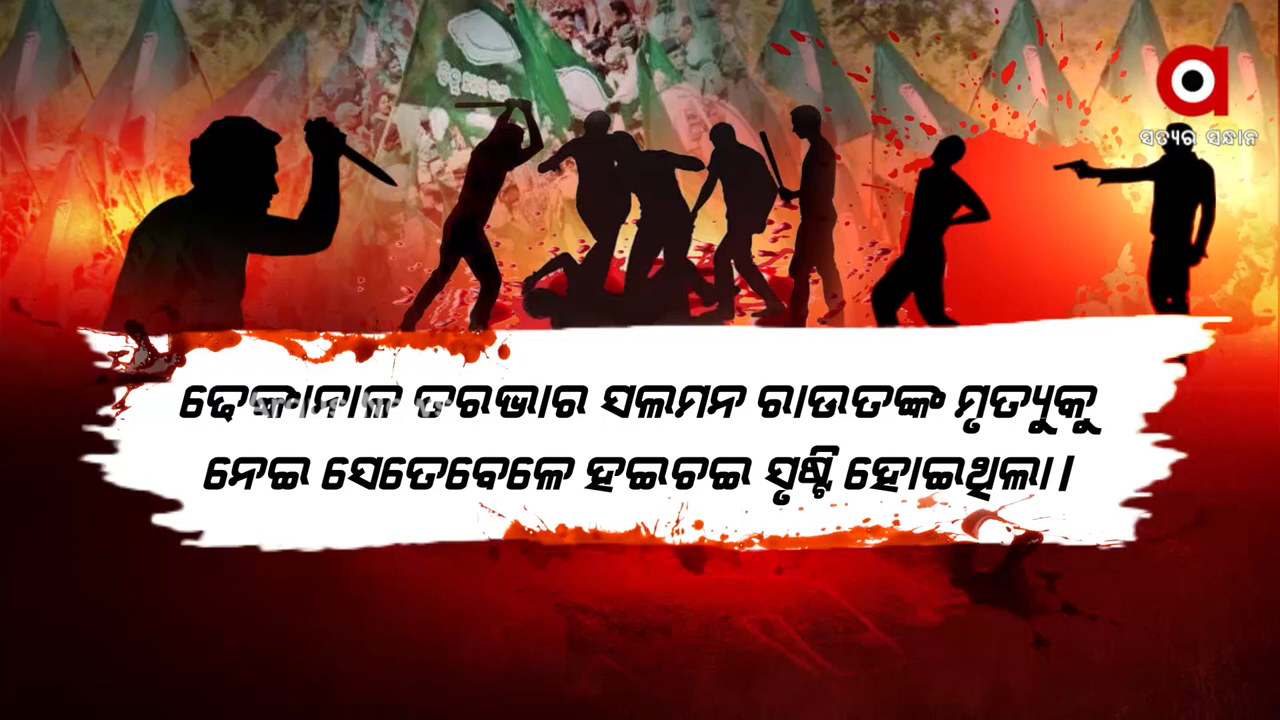 ସତ୍ୟର ସନ୍ଧାନ
ଢେଙ୍କାନାଳ ଡରଭାର ସଲମନ ରାଉତଙ୍କ ମୃତ୍ୟୁକୁ
ନେଇ ସେତେବେଳେ ହଇଚଇ ସୃଷ୍ଟି ହୋଇଥିଲା।